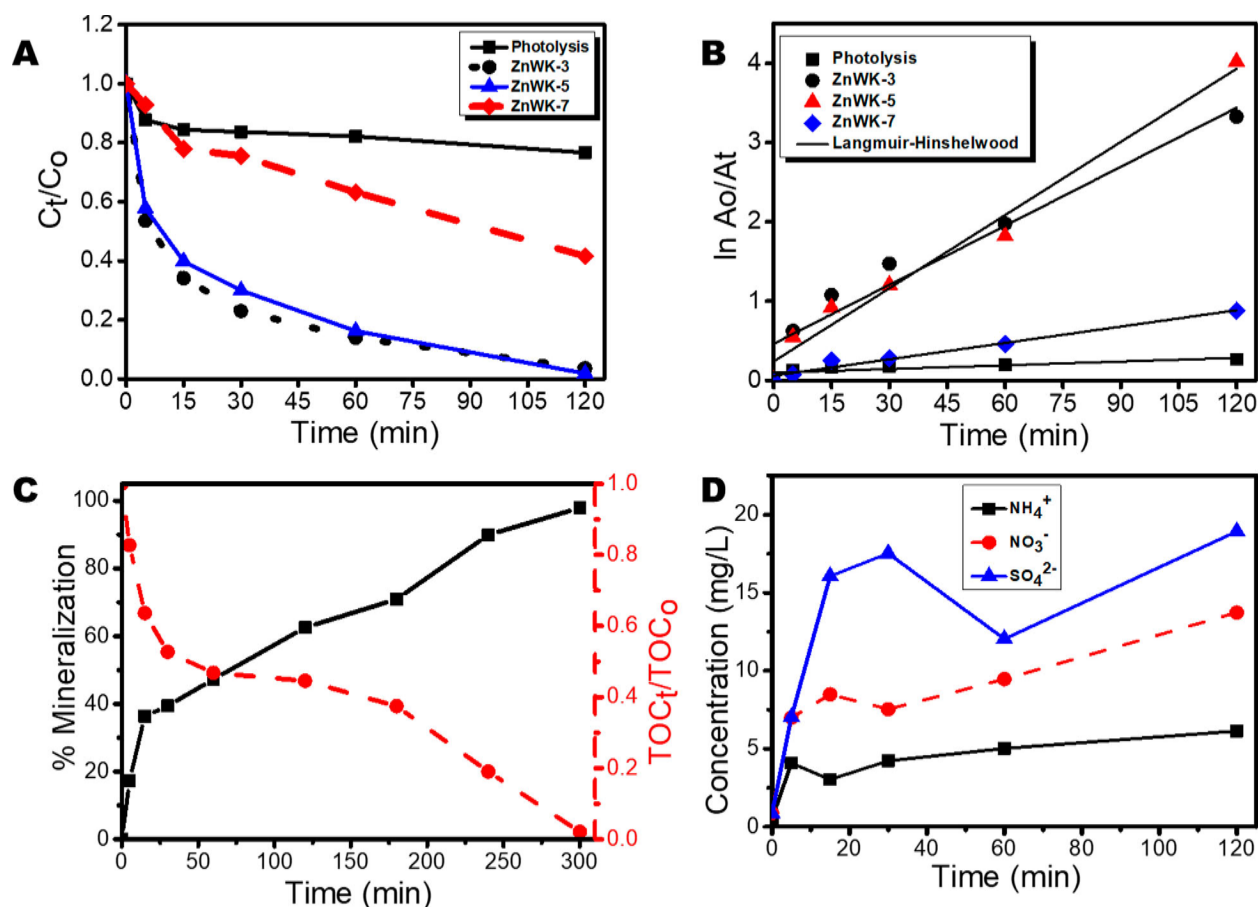 A
Photolysis
ZnWK-3
ZnWK-5
ZnWK-7
1.2
1.0
0.8
0.6
0.4
0.2
0.0
Ct/Co
0 15 30 45 60 75 90 105 120
Time (min)
B
Photolysis
ZnWK-3
ZnWK-5
ZnWK-7
Langmuir-Hinshelwood
4
3
2
1
0
ln Ao/At
0 15 30 45 60 75 90 105 120
Time (min)
C
100
80
60
40
20
0
% Mineralization
1.0
0.8
0.6
0.4
0.2
0.0
TOCt/TOCo
0 50 100 150 200 250 300
Time (min)
D
NH4+
NO3-
SO42-
20
15
10
5
0
Concentration (mg/L)
0 20 40 60 80 100 120
Time (min)